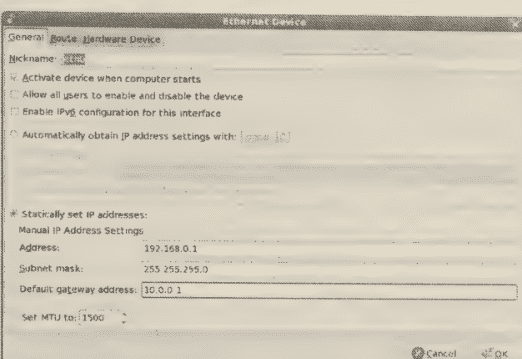 Ethernet Device
General Route Hardware Device
Nickname:
Activate device when computer starts
Allow all users to enable and disable the device
Enable IPv6 configuration for this interface
Automatically obtain IP address settings with:
Statically set IP addresses:
Manual IP Address Settings
Address: 192.168.0.1
Subnet mask: 255.255.255.0
Default gateway address: 10.0.0.1
Set MTU to: 1500
Cancel OK